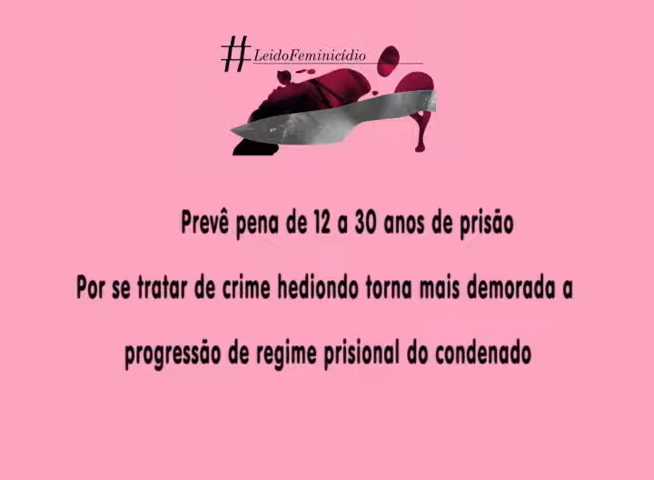 #LeidoFeminicídio
Prevê pena de 12 a 30 anos de prisão
Por se tratar de crime hediondo torna mais demorada a
progressão de regime prisional do condenado